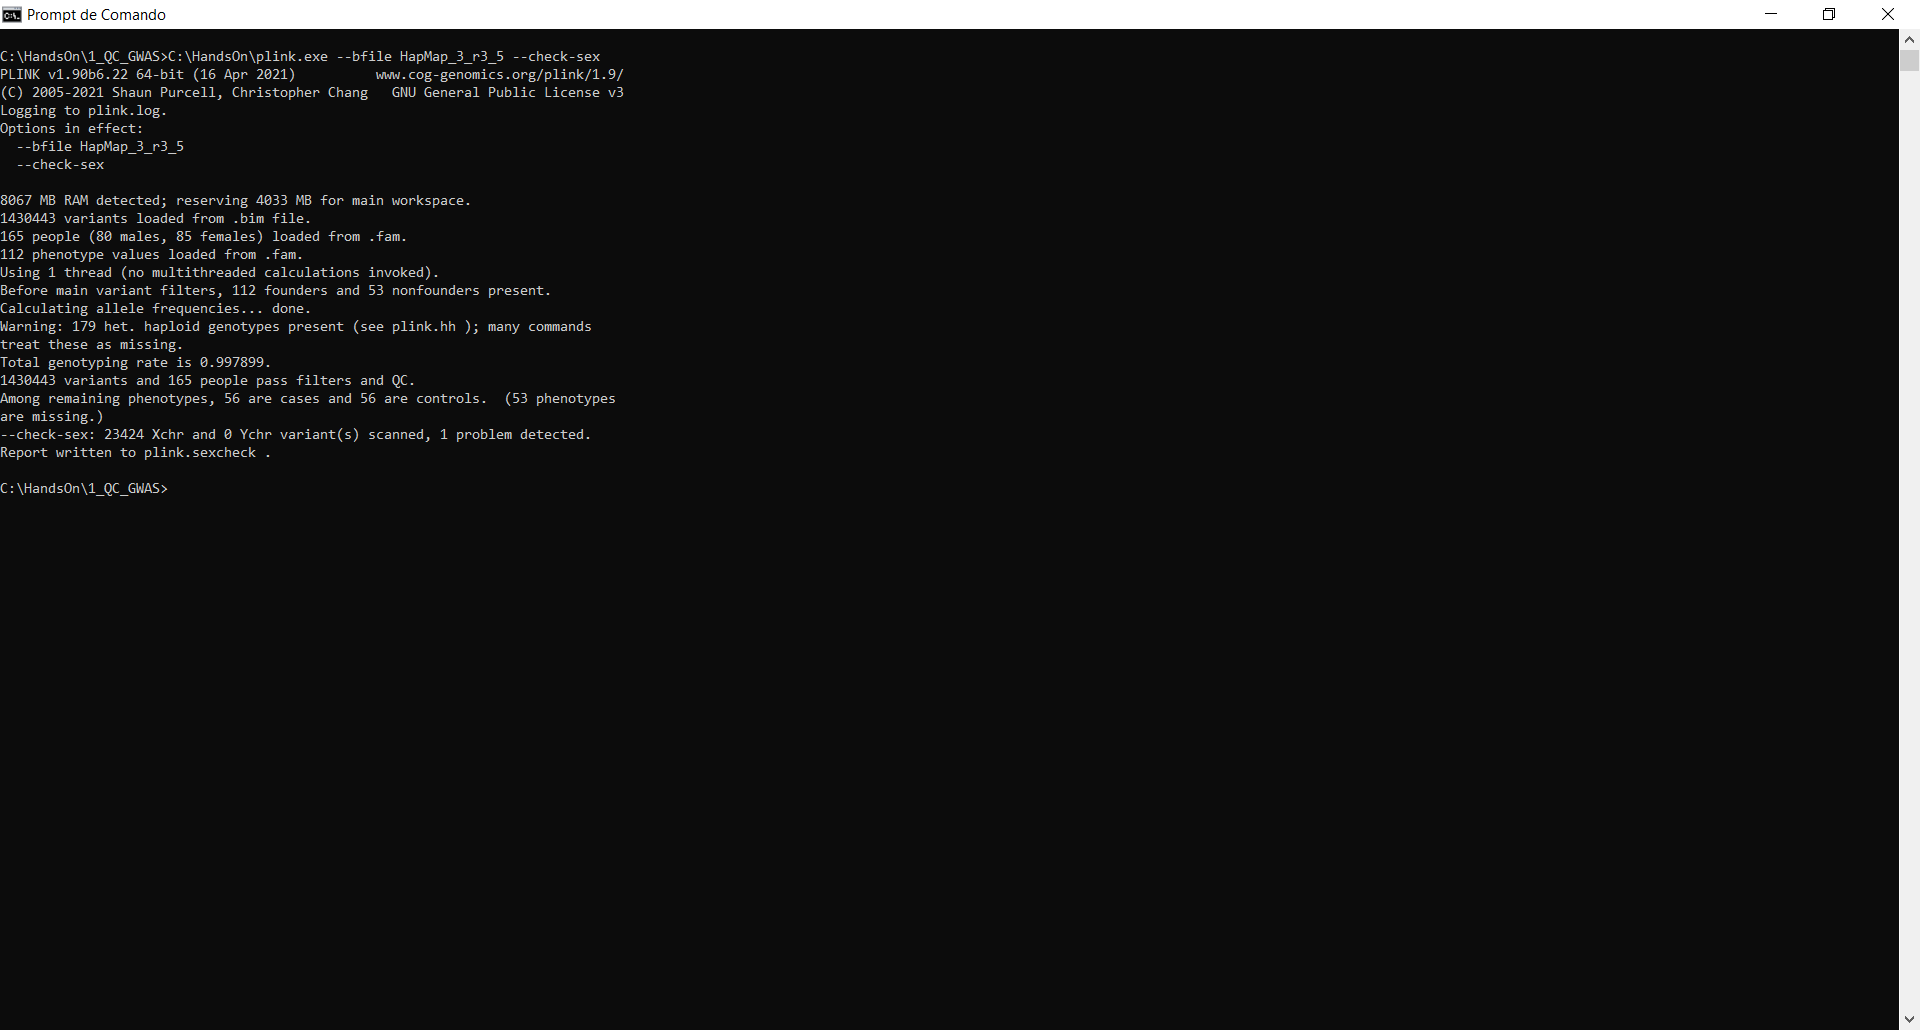 Prompt de Comando
C:\HandsOn\1_QC_GWAS>C:\HandsOn\plink.exe --bfile HapMap_3_r3_5 --check-sex
PLINK v1.90b6.22 64-bit (16 Apr 2021)          www.cog-genomics.org/plink/1.9/
(C) 2005-2021 Shaun Purcell, Christopher Chang   GNU General Public License v3
Logging to plink.log.
Options in effect:
  --bfile HapMap_3_r3_5
  --check-sex
8067 MB RAM detected; reserving 4033 MB for main workspace.
1430443 variants loaded from .bim file.
165 people (80 males, 85 females) loaded from .fam.
112 phenotype values loaded from .fam.
Using 1 thread (no multithreaded calculations invoked).
Before main variant filters, 112 founders and 53 nonfounders present.
Calculating allele frequencies... done.
Warning: 179 het. haploid genotypes present (see plink.hh ); many commands
treat these as missing.
Total genotyping rate is 0.997899.
1430443 variants and 165 people pass filters and QC.
Among remaining phenotypes, 56 are cases and 56 are controls.  (53 phenotypes
are missing.)
--check-sex: 23424 Xchr and 0 Ychr variant(s) scanned, 1 problem detected.
Report written to plink.sexcheck .
C:\HandsOn\1_QC_GWAS>